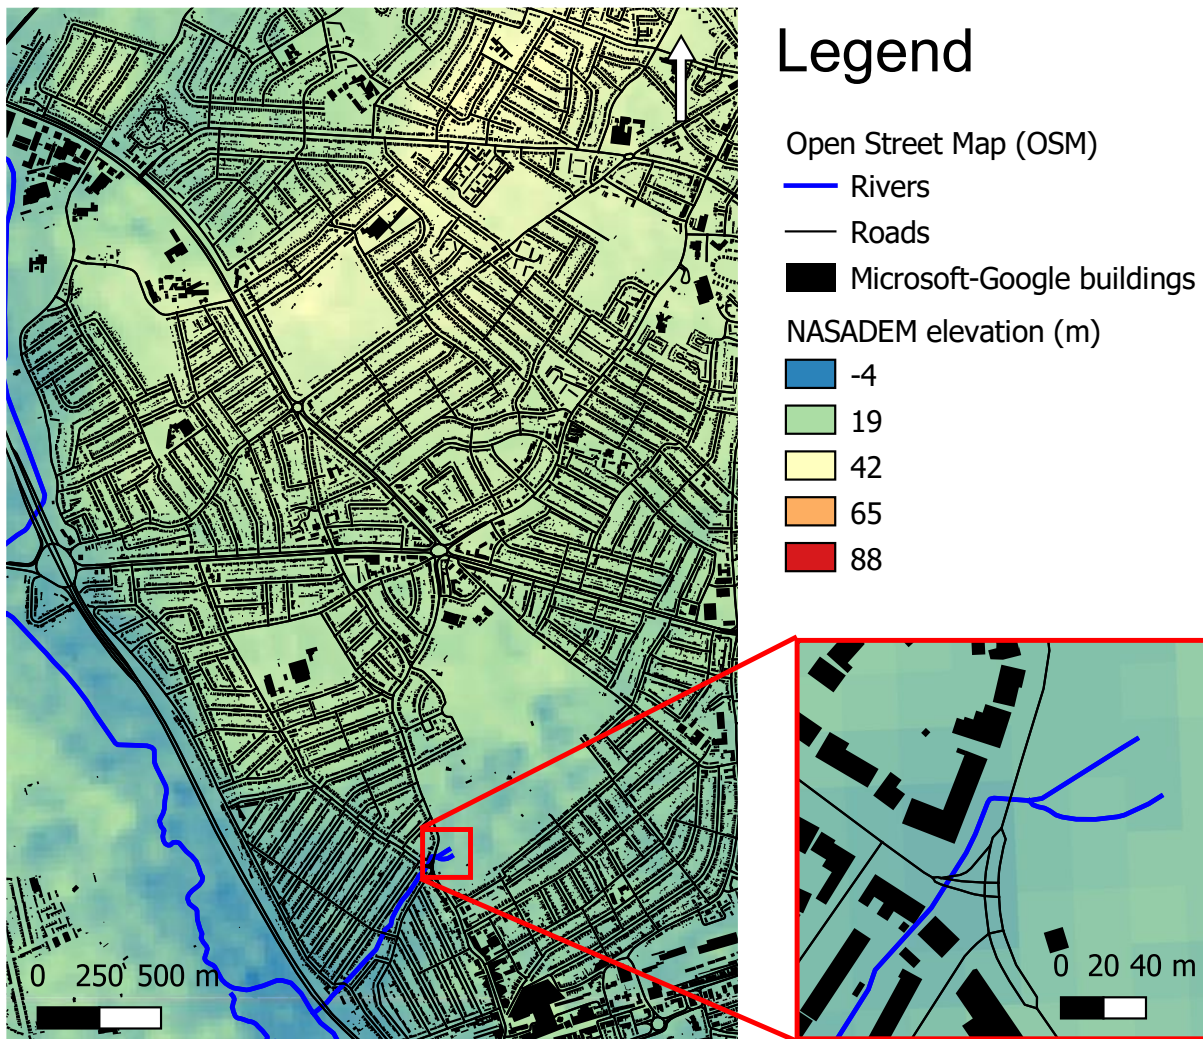 Legend
Open Street Map (OSM)
Rivers
Roads
Microsoft-Google buildings
NASADEM elevation (m)
-4
19
42
65
88
0 250 500 m
0 20 40 m